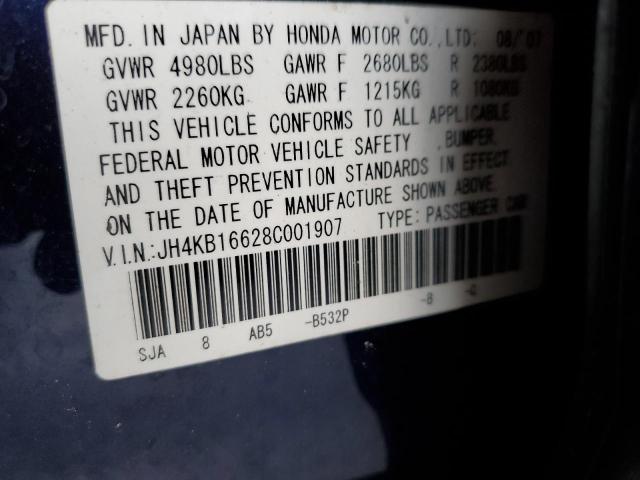 MFD. IN JAPAN BY HONDA MOTOR CO.,LTD: 08/'07
GVWR 4980LBS GAWR F 2680LBS R 2380LBS
GVWR 2260KG GAWR F 1215KG R 1080KG
THIS VEHICLE CONFORMS TO ALL APPLICABLE
FEDERAL MOTOR VEHICLE SAFETY ,BUMPER,
AND THEFT PREVENTION STANDARDS IN EFFECT
ON THE DATE OF MANUFACTURE SHOWN ABOVE.
V.I.N.:JH4KB16628C001907 TYPE: PASSENGER CAR
SJA 8 AB5 -B532P -B -C